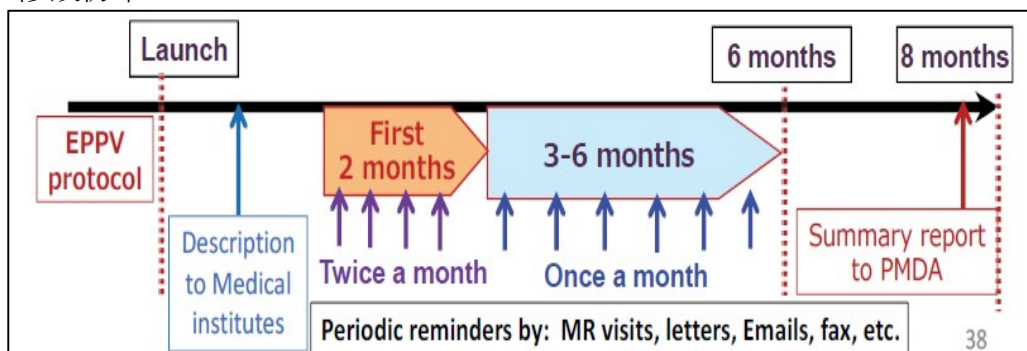 Launch
6 months
8 months
EPPV
protocol
First
2 months
3-6 months
Description
to Medical
institutes
Twice a month
Once a month
Summary report
to PMDA
Periodic reminders by: MR visits, letters, Emails, fax, etc.
38